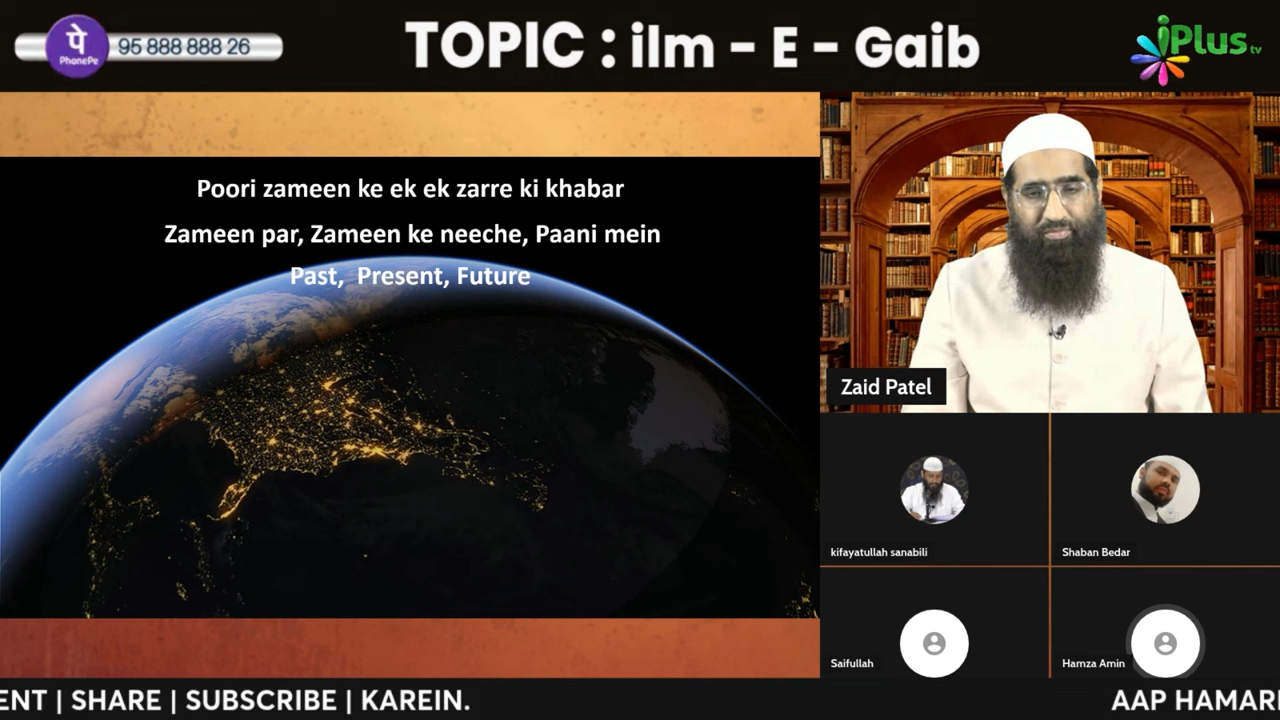 पे
PhonePe
95 888 888 26
TOPIC : ilm - E - Gaib
iPlus tv
Poori zameen ke ek ek zarre ki khabar
Zameen par, Zameen ke neeche, Paani mein
Past, Present, Future
Zaid Patel
kifayatullah sanabili
Shaban Bedar
Saifullah
Hamza Amin
ENT | SHARE | SUBSCRIBE | KAREIN.
AAP HAMARI